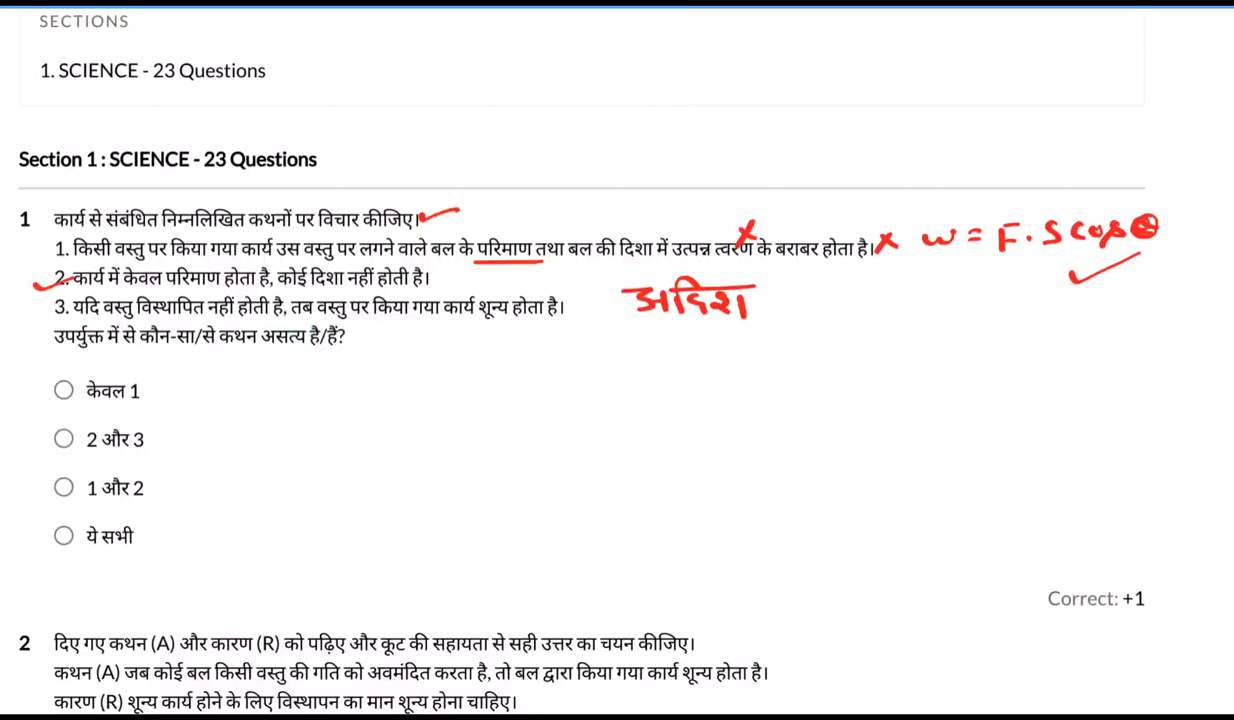 SECTIONS
1. SCIENCE - 23 Questions
Section 1 : SCIENCE - 23 Questions
1 कार्य से संबंधित निम्नलिखित कथनों पर विचार कीजिए।
1. किसी वस्तु पर किया गया कार्य उस वस्तु पर लगने वाले बल के परिमाण तथा बल की दिशा में उत्पन्न त्वरण के बराबर होता है। W = F. S cos θ
2. कार्य में केवल परिमाण होता है, कोई दिशा नहीं होती है।
अदिश
3. यदि वस्तु विस्थापित नहीं होती है, तब वस्तु पर किया गया कार्य शून्य होता है।
उपर्युक्त में से कौन-सा/से कथन असत्य है/हैं?
केवल 1
2 और 3
1 और 2
ये सभी
Correct: +1
2 दिए गए कथन (A) और कारण (R) को पढ़िए और कूट की सहायता से सही उत्तर का चयन कीजिए।
कथन (A) जब कोई बल किसी वस्तु की गति को अवमंदित करता है, तो बल द्वारा किया गया कार्य शून्य होता है।
कारण (R) शून्य कार्य होने के लिए विस्थापन का मान शून्य होना चाहिए।